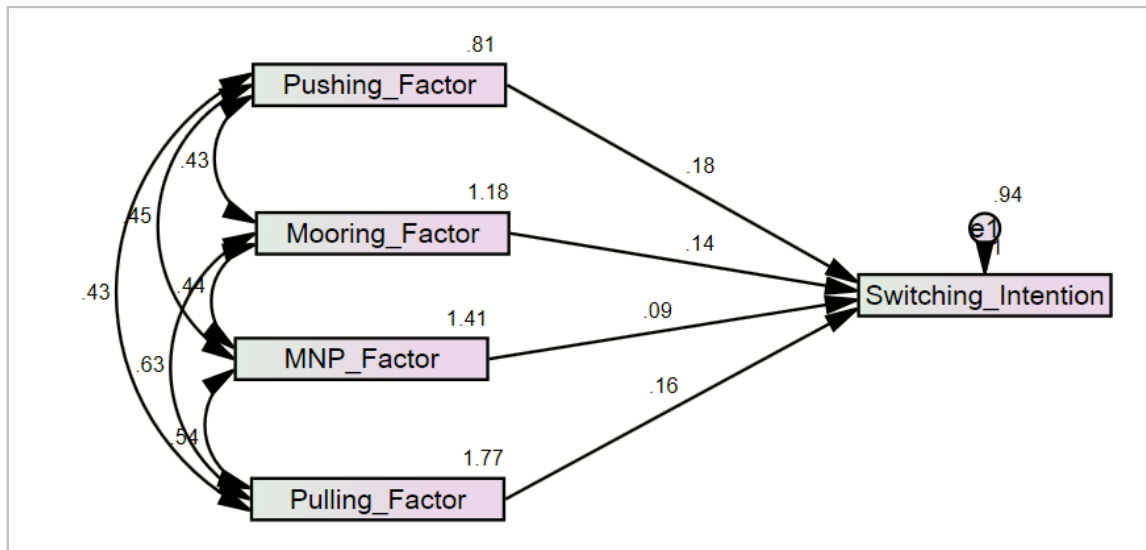 .81
Pushing_Factor
.43
.18
1.18
.94
.45
Mooring_Factor
e1
1
.14
.43
.44
Switching_Intention
1.41
.09
MNP_Factor
.63
.16
.54
1.77
Pulling_Factor